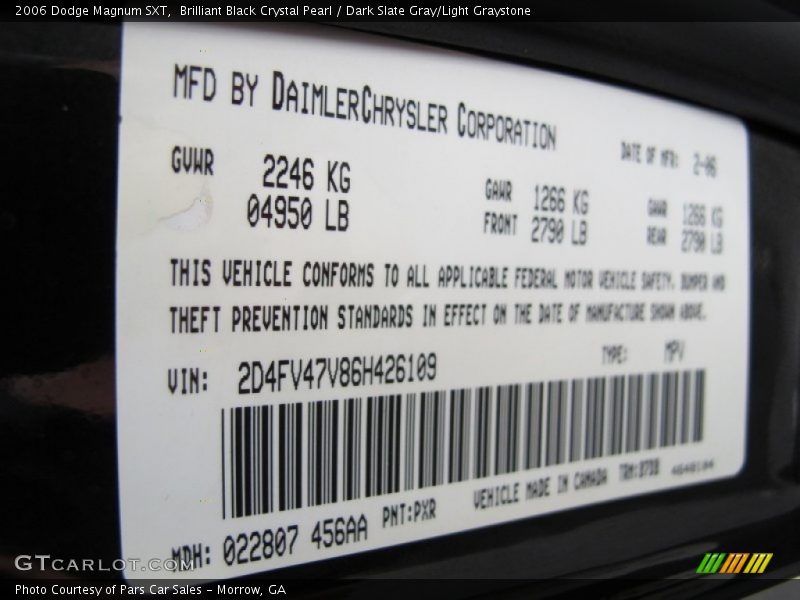 2006 Dodge Magnum SXT,  Brilliant Black Crystal Pearl / Dark Slate Gray/Light Graystone
MFD BY DAIMLERCHRYSLER CORPORATION
DATE OF MFR: 2-06
GVWR 2246 KG
04950 LB
GAWR FRONT 1266 KG
2790 LB
GAWR REAR 1266 KG
2790 LB
THIS VEHICLE CONFORMS TO ALL APPLICABLE FEDERAL MOTOR VEHICLE SAFETY, BUMPER AND
THEFT PREVENTION STANDARDS IN EFFECT ON THE DATE OF MANUFACTURE SHOWN ABOVE.
VIN: 2D4FV47V86H426109
TYPE: MPV
MDH: 022807 456AA PNT:PXR VEHICLE MADE IN CANADA TRM:
GTCARLOT.COM
Photo Courtesy of Pars Car Sales - Morrow, GA